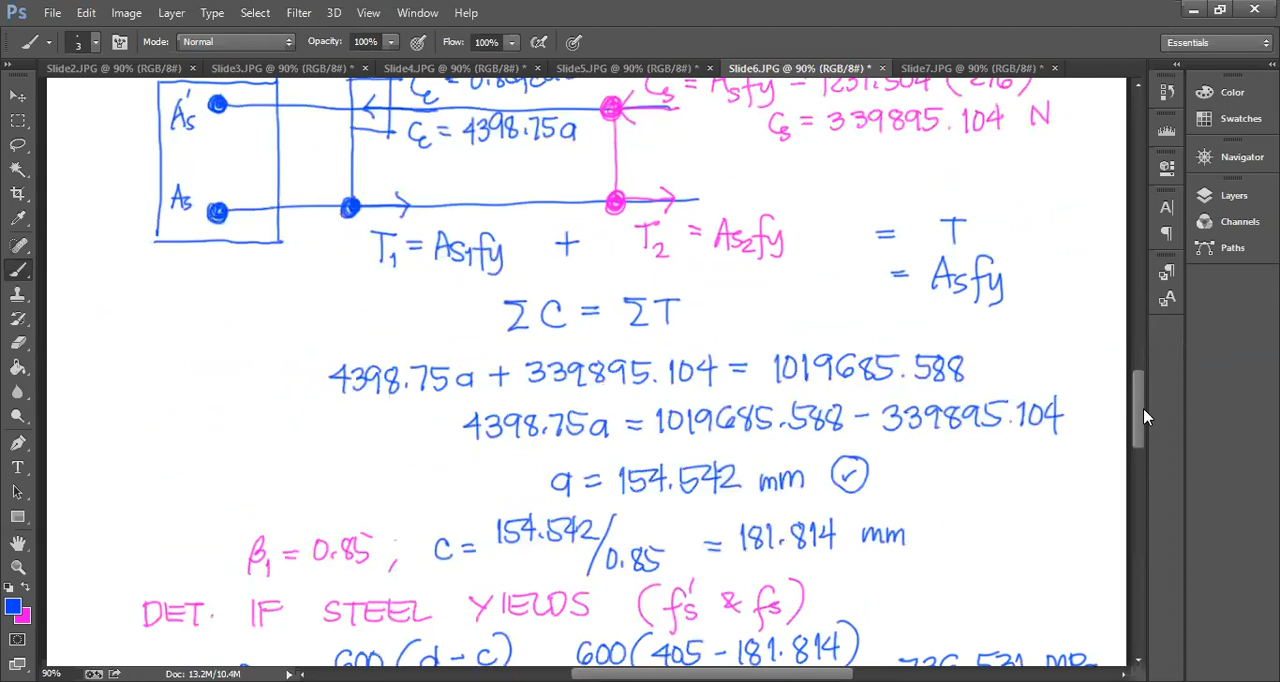 Ps File Edit Image Layer Type Select Filter 3D View Window Help
3 Mode: Normal Opacity: 100% Flow: 100% Essentials
Slide2.JPG @ 90% (RGB/8#) × Slide3.JPG @ 90% (RGB/8#) * × Slide4.JPG @ 90% (RGB/8#) * × Slide5.JPG @ 90% (RGB/8#) * × Slide6.JPG @ 90% (RGB/8#) * × Slide7.JPG @ 90% (RGB/8#) * ×
As'
Cc = 4398.75a
Cs = 339895.104 N
As
T1 = As1fy + T2 = As2fy = T
= Asfy
ΣC = ΣT
4398.75a + 339895.104 = 1019685.588
4398.75a = 1019685.588 - 339895.104
a = 154.542 mm ✓
β1 = 0.85 ; c = 154.542/0.85 = 181.814 mm
DET. IF STEEL YIELDS (fs' & fs)
600(d-c) 600(405-181.814)
Color
Swatches
Navigator
Layers
Channels
Paths
90% Doc: 13.2M/10.4M